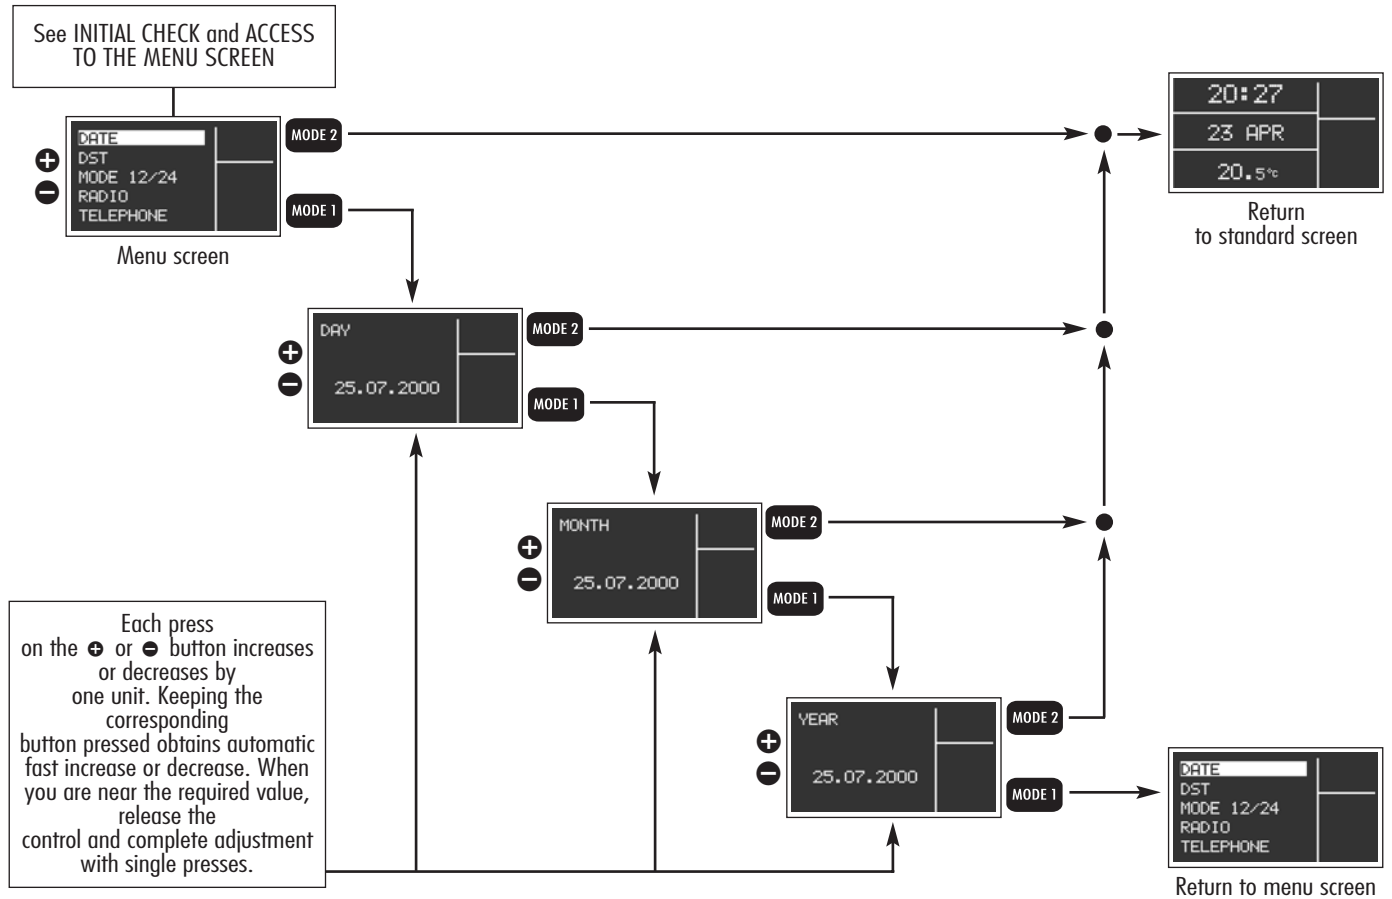 See INITIAL CHECK and ACCESS
TO THE MENU SCREEN
DATE
DST
MODE 12/24
RADIO
TELEPHONE
MODE 2
MODE 1
Menu screen
20:27
23 APR
20.5°c
Return
to standard screen
DAY
25.07.2000
MODE 2
MODE 1
MONTH
25.07.2000
MODE 2
MODE 1
Each press
on the + or - button increases
or decreases by
one unit. Keeping the
corresponding
button pressed obtains automatic
fast increase or decrease. When
you are near the required value,
release the
control and complete adjustment
with single presses.
YEAR
25.07.2000
MODE 2
MODE 1
DATE
DST
MODE 12/24
RADIO
TELEPHONE
Return to menu screen